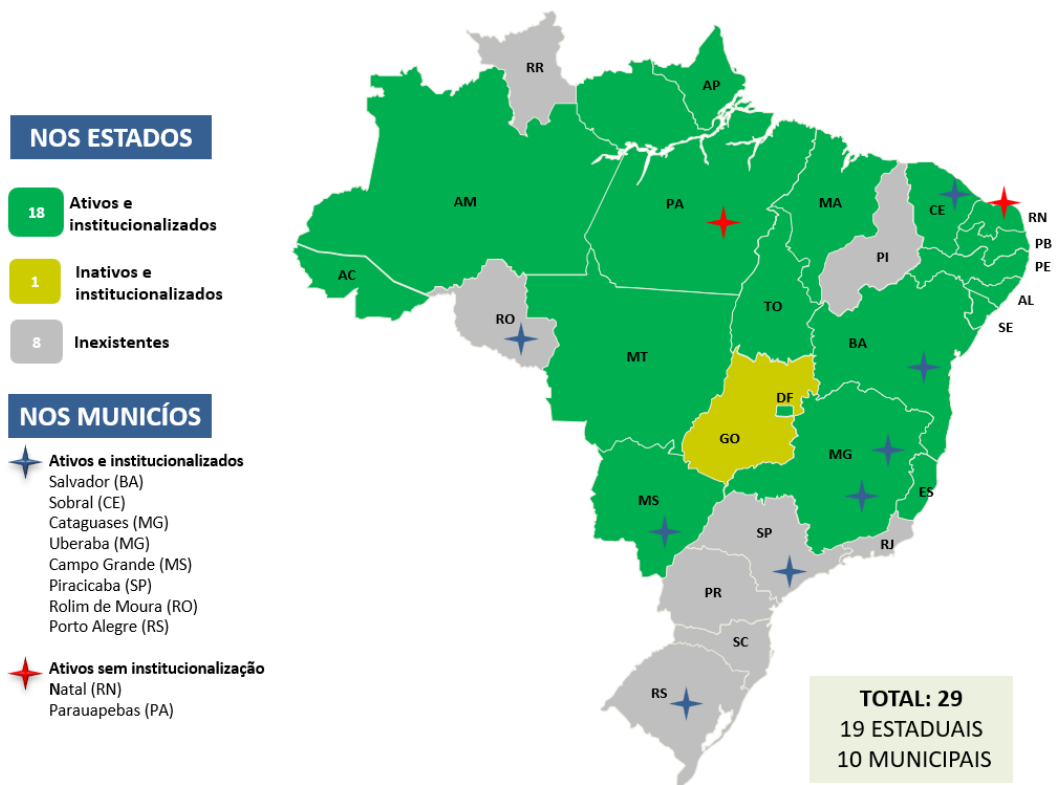 NOS ESTADOS
18 Ativos e
institucionalizados
1 Inativos e
institucionalizados
8 Inexistentes
NOS MUNICÍOS
Ativos e institucionalizados
Salvador (BA)
Sobral (CE)
Cataguases (MG)
Uberaba (MG)
Campo Grande (MS)
Piracicaba (SP)
Rolim de Moura (RO)
Porto Alegre (RS)
Ativos sem institucionalização
Natal (RN)
Parauapebas (PA)
RR
AP
AM
PA
MA
CE
RN
PB
PE
AL
SE
PI
AC
RO
TO
MT
BA
DF
GO
MG
ES
MS
SP
RJ
PR
SC
RS
TOTAL: 29
19 ESTADUAIS
10 MUNICIPAIS